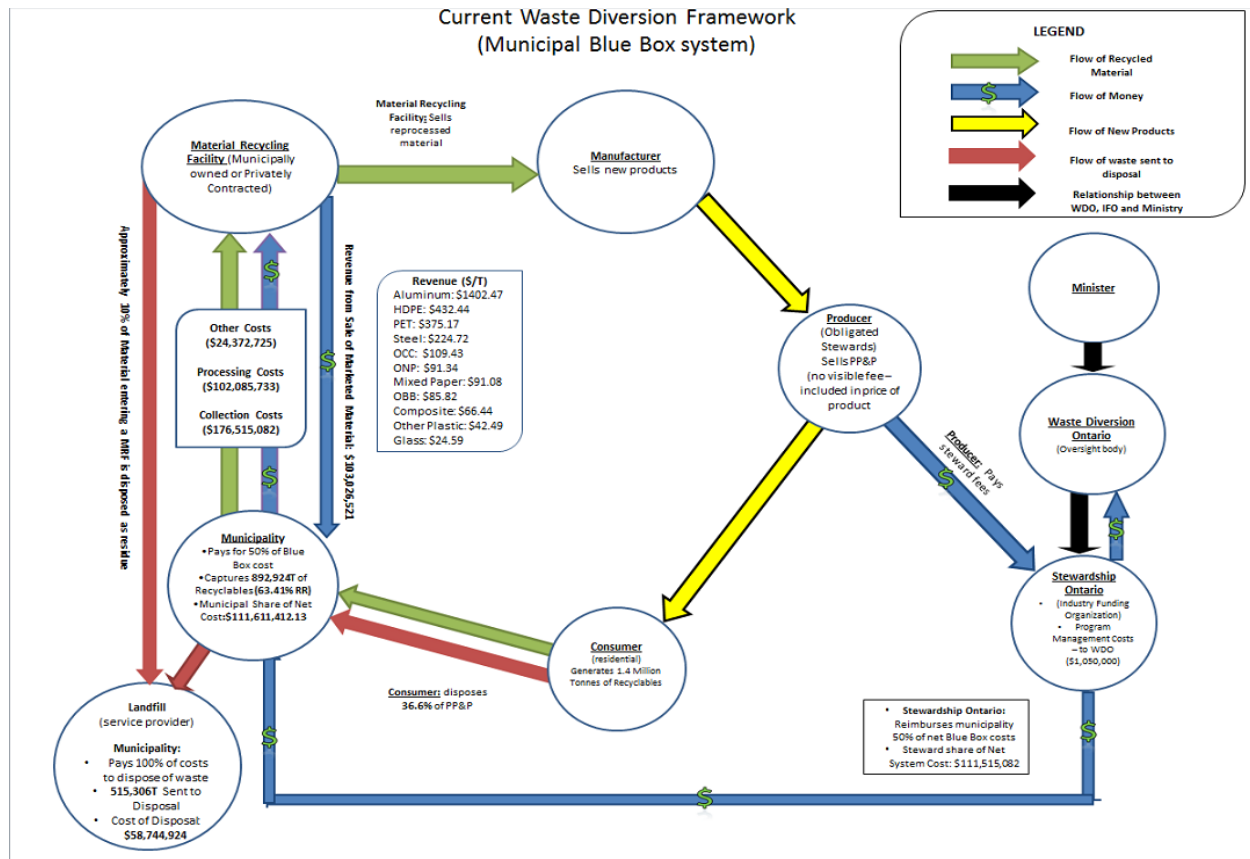 Current Waste Diversion Framework
(Municipal Blue Box system)
LEGEND
Flow of Recycled
Material
$
Flow of Money
Flow of New Products
Flow of waste sent to
disposal
Relationship between
WDO, IFO and Ministry
Material Recycling
Facility (Municipally
owned or Privately
Contracted)
Material Recycling
Facility: Sells
reprocessed
material
Manufacturer
Sells new products
Approximately 10% of Material entering a MRF is disposed as residue
$
$
Other Costs
($24,372,725)
Processing Costs
($102,085,733)
Collection Costs
($176,515,082)
$
Revenue from Sale of Marketed Material: $103,026,521
Revenue ($/T)
Aluminum: $1402.47
HDPE: $432.44
PET: $375.17
Steel: $224.72
OCC: $109.43
ONP: $91.34
Mixed Paper: $91.08
OBB: $85.82
Composite: $66.44
Other Plastic: $42.49
Glass: $24.59
Producer
(Obligated
Stewards)
Sells PP&P
(no visible fee–
included in price of
product
Producer: Pays
steward fees
$
Minister
Waste Diversion
Ontario
(Oversight body)
$
Stewardship
Ontario
• (Industry Funding
Organization)
• Program
Management Costs
– to WDO
($1,050,000)
Municipality
•Pays for 50% of Blue
Box cost
•Captures 892,924T of
Recyclables (63.41% RR)
•Municipal Share of Net
Cost:$111,611,412.13
Consumer
(residential)
Generates 1.4 Million
Tonnes of Recyclables
Consumer: disposes
36.6% of PP&P
Landfill
(service provider)
Municipality:
• Pays 100% of costs
to dispose of waste
• 515,306T Sent to
Disposal
• Cost of Disposal:
$58,744,924
• Stewardship Ontario:
Reimburses municipality
50% of net Blue Box costs
• Steward share of Net
System Cost: $111,515,082
$
$
$